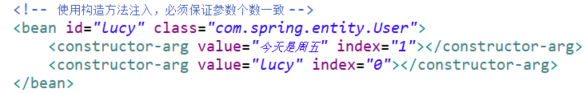 <!-- 使用构造方法注入，必须保证参数个数一致 -->
<bean id="lucy" class="com.spring.entity.User">
<constructor-arg value="今天是周五" index="1"></constructor-arg>
<constructor-arg value="lucy" index="0"></constructor-arg>
</bean>